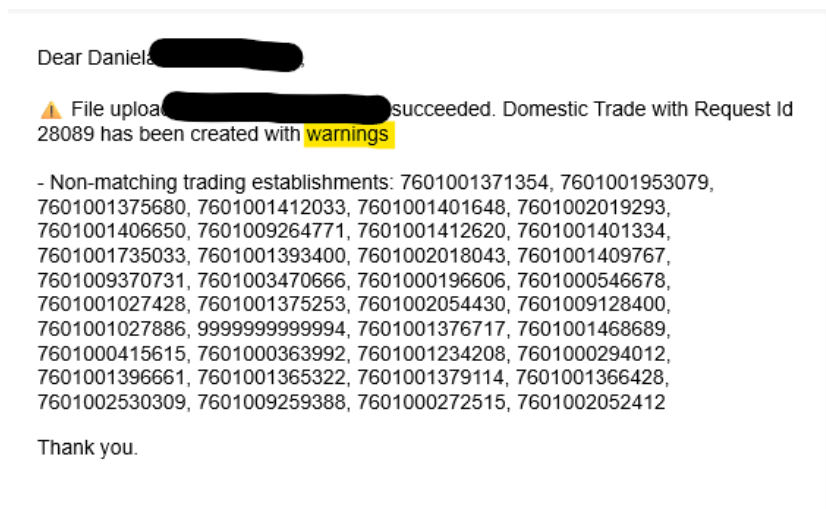 Dear Daniela
⚠ File upload succeeded. Domestic Trade with Request Id
28089 has been created with warnings
- Non-matching trading establishments: 7601001371354, 7601001953079,
7601001375680, 7601001412033, 7601001401648, 7601002019293,
7601001406650, 7601009264771, 7601001412620, 7601001401334,
7601001735033, 7601001393400, 7601002018043, 7601001409767,
7601009370731, 7601003470666, 7601000196606, 7601000546678,
7601001027428, 7601001375253, 7601002054430, 7601009128400,
7601001027886, 9999999999994, 7601001376717, 7601001468689,
7601000415615, 7601000363992, 7601001234208, 7601000294012,
7601001396661, 7601001365322, 7601001379114, 7601001366428,
7601002530309, 7601009259388, 7601000272515, 7601002052412
Thank you.